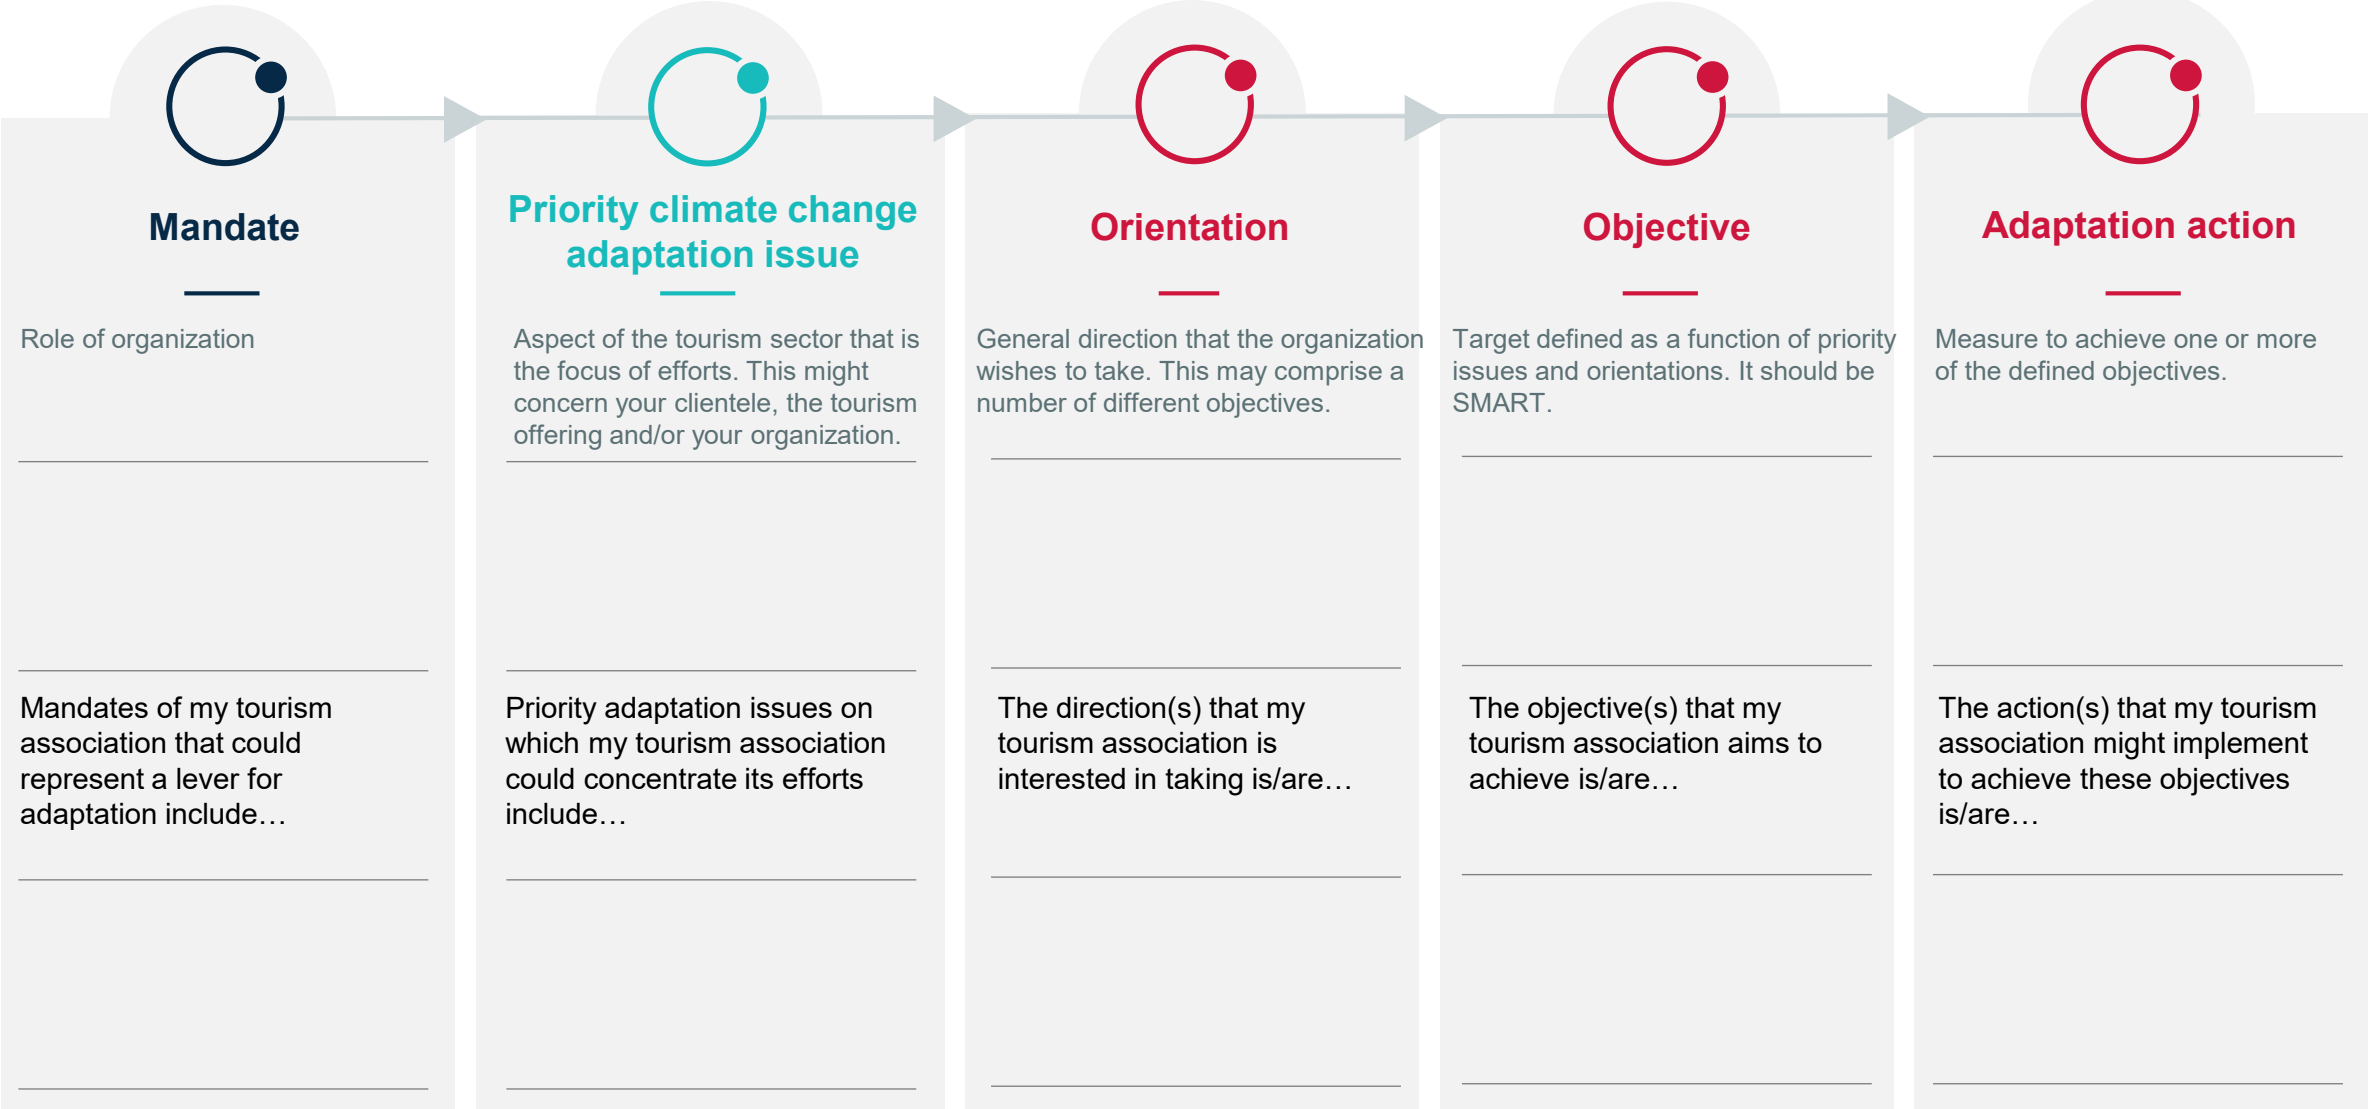 Mandate
Role of organization
Mandates of my tourism
association that could
represent a lever for
adaptation include…
Priority climate change
adaptation issue
Aspect of the tourism sector that is
the focus of efforts. This might
concern your clientele, the tourism
offering and/or your organization.
Priority adaptation issues on
which my tourism association
could concentrate its efforts
include…
Orientation
General direction that the organization
wishes to take. This may comprise a
number of different objectives.
The direction(s) that my
tourism association is
interested in taking is/are…
Objective
Target defined as a function of priority
issues and orientations. It should be
SMART.
The objective(s) that my
tourism association aims to
achieve is/are…
Adaptation action
Measure to achieve one or more
of the defined objectives.
The action(s) that my tourism
association might implement
to achieve these objectives
is/are…